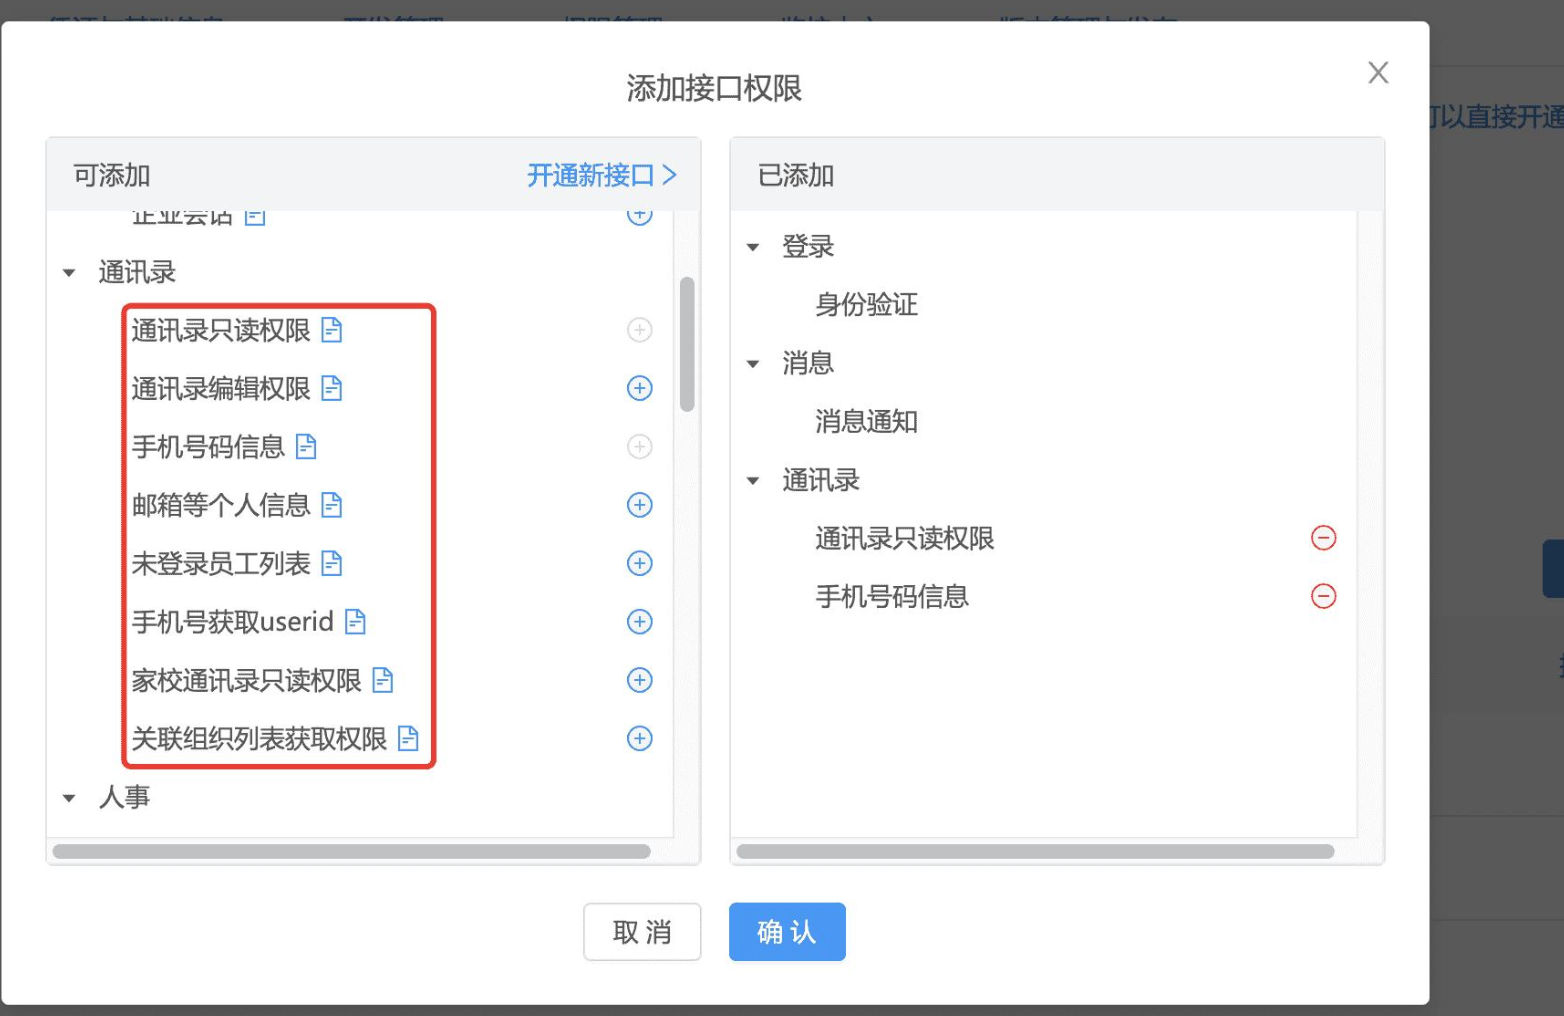 添加接口权限
可以直接开通
可添加
开通新接口 >
已添加
企业会话
通讯录
通讯录只读权限
通讯录编辑权限
手机号码信息
邮箱等个人信息
未登录员工列表
手机号获取userid
家校通讯录只读权限
关联组织列表获取权限
人事
登录
身份验证
消息
消息通知
通讯录
通讯录只读权限
手机号码信息
取消
确认